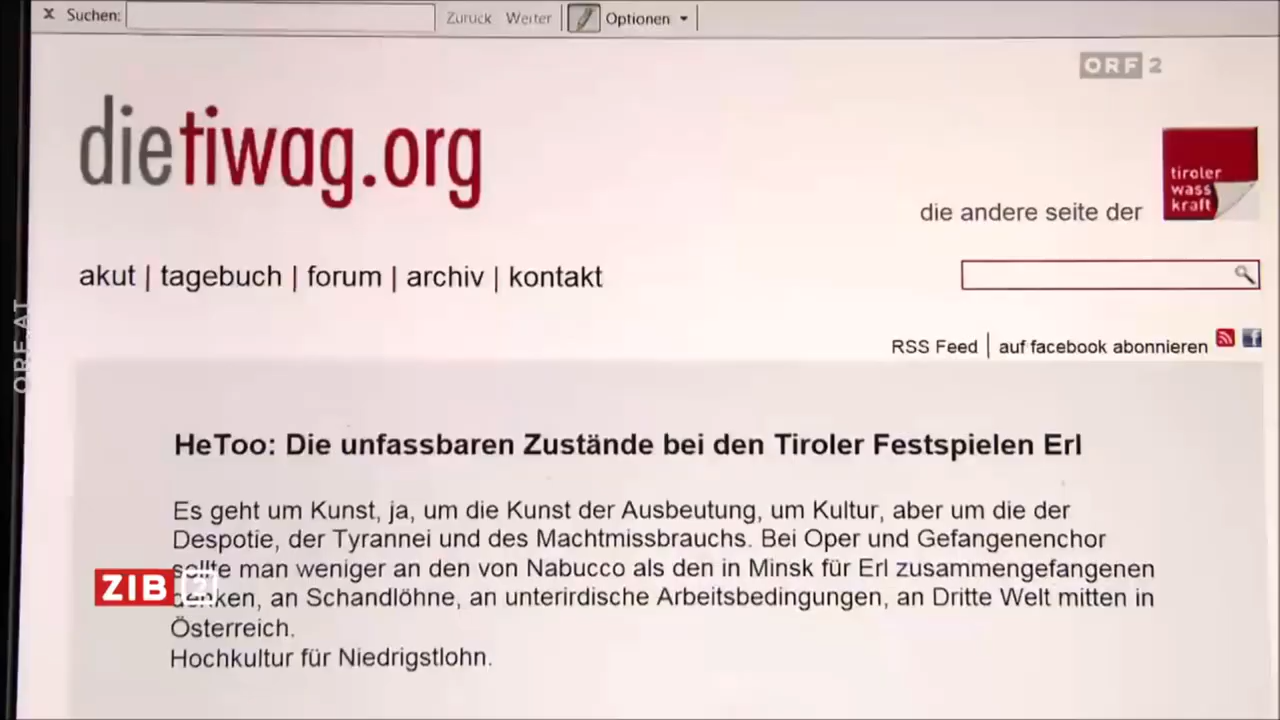 x Suchen:
Zurück Weiter
Optionen
ORF 2
dietiwag.org
tiroler
wass
kraft
die andere seite der
akut | tagebuch | forum | archiv | kontakt
RSS Feed | auf facebook abonnieren
ORF.AT
HeToo: Die unfassbaren Zustände bei den Tiroler Festspielen Erl
Es geht um Kunst, ja, um die Kunst der Ausbeutung, um Kultur, aber um die der
Despotie, der Tyrannei und des Machtmissbrauchs. Bei Oper und Gefangenenchor
sollte man weniger an den von Nabucco als den in Minsk für Erl zusammengefangenen
denken, an Schandlöhne, an unterirdische Arbeitsbedingungen, an Dritte Welt mitten in
Österreich.
Hochkultur für Niedrigstlohn.
ZIB 2